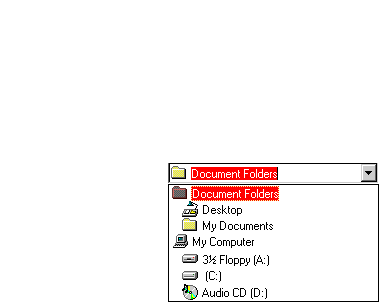 Document Folders
Document Folders
Desktop
My Documents
My Computer
3½ Floppy (A:)
(C:)
Audio CD (D:)